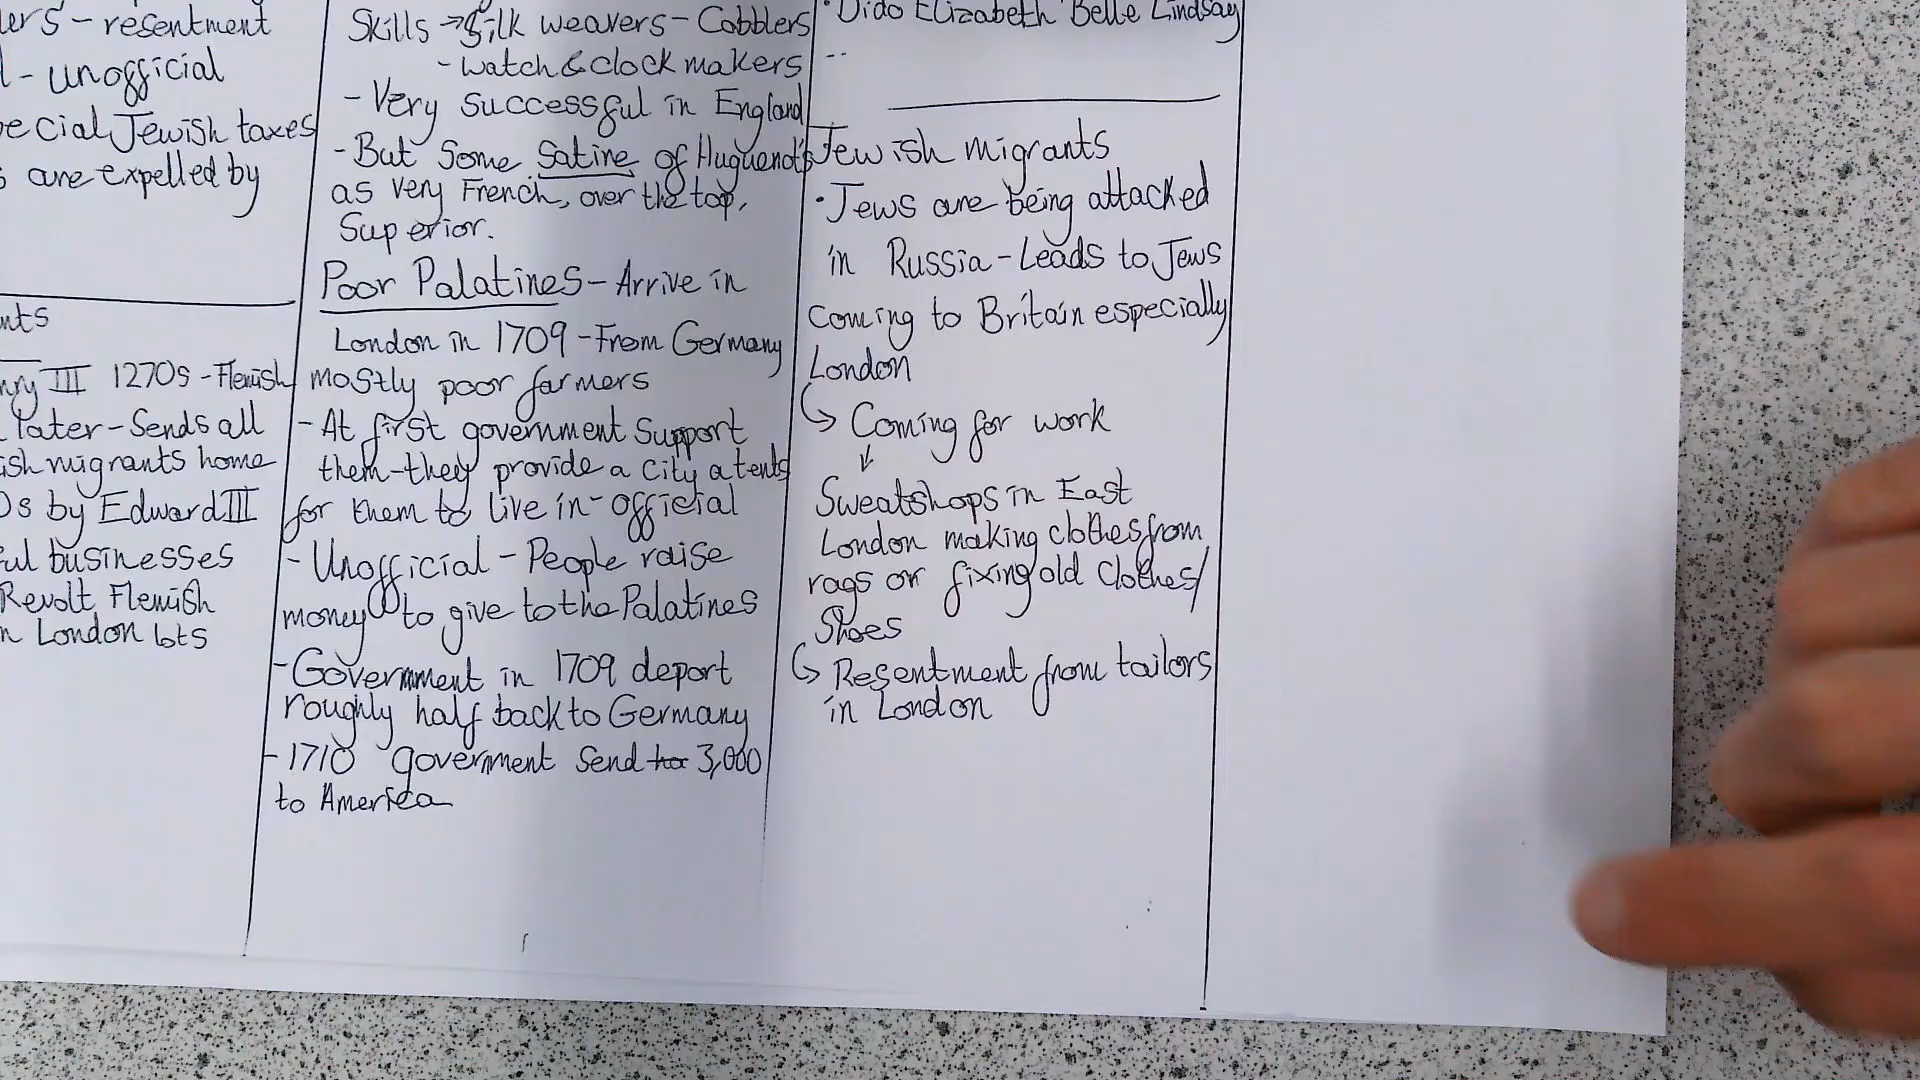 ers - resentment
- unofficial
ecial Jewish taxes
are expelled by
nts
nry III 1270s - Flemish
later - Sends all
ish migrants home
0s by Edward III
ful businesses
Revolt Flemish
n London lots
Skills → Silk weavers - Cobblers
- watch & clock makers
- Very successful in England
- But some Satire of Huguenots
as very French, over the top,
Superior.
Poor Palatines - Arrive in
London in 1709 - From Germany
mostly poor farmers
- At first government Support
them - they provide a city a tents
for them to live in - official
- Unofficial - People raise
money to give to the Palatines
- Government in 1709 deport
roughly half back to Germany
- 1710 government send 3,000
to America
• Dido Elizabeth Belle Lindsay
Jewish migrants
• Jews are being attacked
in Russia - Leads to Jews
coming to Britain especially
London
↳ Coming for work
↓
Sweatshops in East
London making clothes from
rags or fixing old clothes/
Shoes
↳ Resentment from tailors
in London